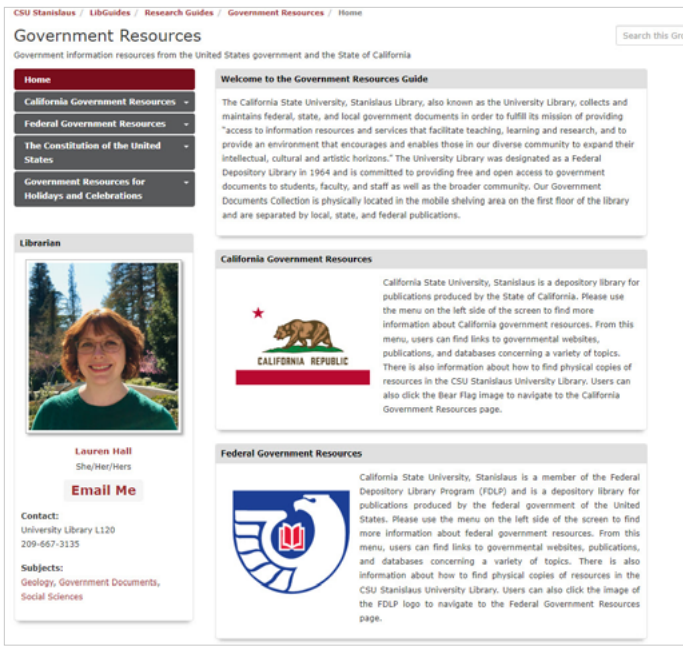 CSU Stanislaus / LibGuides / Research Guides / Government Resources / Home
Government Resources
Search this Gr
Government information resources from the United States government and the State of California
Home
California Government Resources
Federal Government Resources
The Constitution of the United
States
Government Resources for
Holidays and Celebrations
Librarian
Lauren Hall
She/Her/Hers
Email Me
Contact:
University Library L120
209-667-3135
Subjects:
Geology, Government Documents,
Social Sciences
Welcome to the Government Resources Guide
The California State University, Stanislaus Library, also known as the University Library, collects and
maintains federal, state, and local government documents in order to fulfill its mission of providing
"access to information resources and services that facilitate teaching, learning and research, and to
provide an environment that encourages and enables those in our diverse community to expand their
intellectual, cultural and artistic horizons." The University Library was designated as a Federal
Depository Library in 1964 and is committed to providing free and open access to government
documents to students, faculty, and staff as well as the broader community. Our Government
Documents Collection is physically located in the mobile shelving area on the first floor of the library
and are separated by local, state, and federal publications.
California Government Resources
CALIFORNIA REPUBLIC
California State University, Stanislaus is a depository library for
publications produced by the State of California. Please use
the menu on the left side of the screen to find more
information about California government resources. From this
menu, users can find links to governmental websites,
publications, and databases concerning a variety of topics.
There is also information about how to find physical copies of
resources in the CSU Stanislaus University Library. Users can
also click the Bear Flag image to navigate to the California
Government Resources page.
Federal Government Resources
California State University, Stanislaus is a member of the Federal
Depository Library Program (FDLP) and is a depository library for
publications produced by the federal government of the United
States. Please use the menu on the left side of the screen to find
more information about federal government resources. From this
menu, users can find links to governmental websites, publications,
and databases concerning a variety of topics. There is also
information about how to find physical copies of resources in the
CSU Stanislaus University Library. Users can also click the image of
the FDLP logo to navigate to the Federal Government Resources
page.